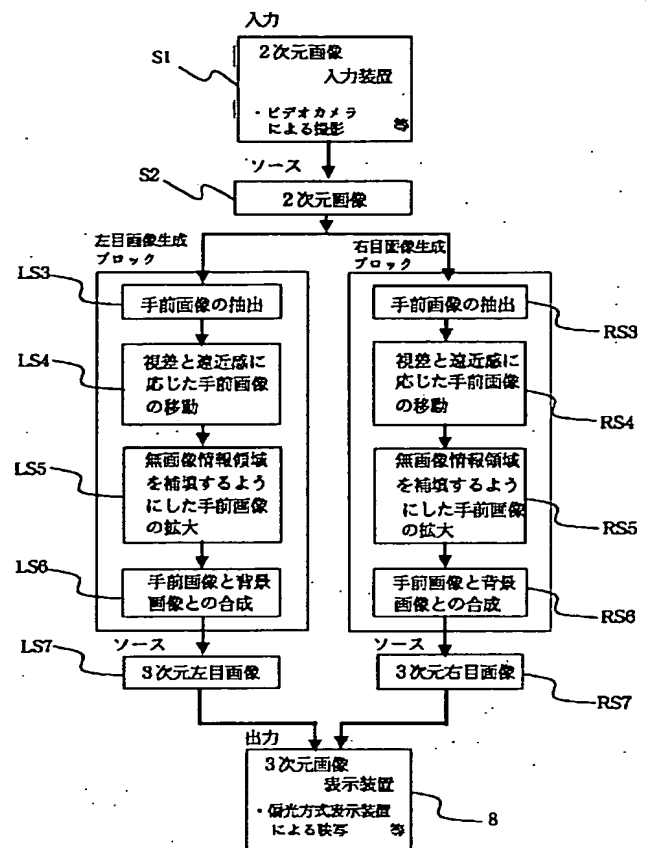 入力
S1
2次元画像
入力装置
・ビデオカメラ
による撮影
等
ソース
S2
2次元画像
左目画像生成
ブロック
右目画像生成
ブロック
LS3
手前画像の抽出
手前画像の抽出
RS3
LS4
視差と遠近感に
応じた手前画像
の移動
視差と遠近感に
応じた手前画像
の移動
RS4
LS5
無画像情報領域
を補填するよう
にした手前画像
の拡大
無画像情報領域
を補填するよう
にした手前画像
の拡大
RS5
LS6
手前画像と背景
画像との合成
手前画像と背景
画像との合成
RS6
ソース
ソース
LS7
3次元左目画像
3次元右目画像
RS7
出力
3次元画像
表示装置
・偏光方式表示装置
による映写
等
8